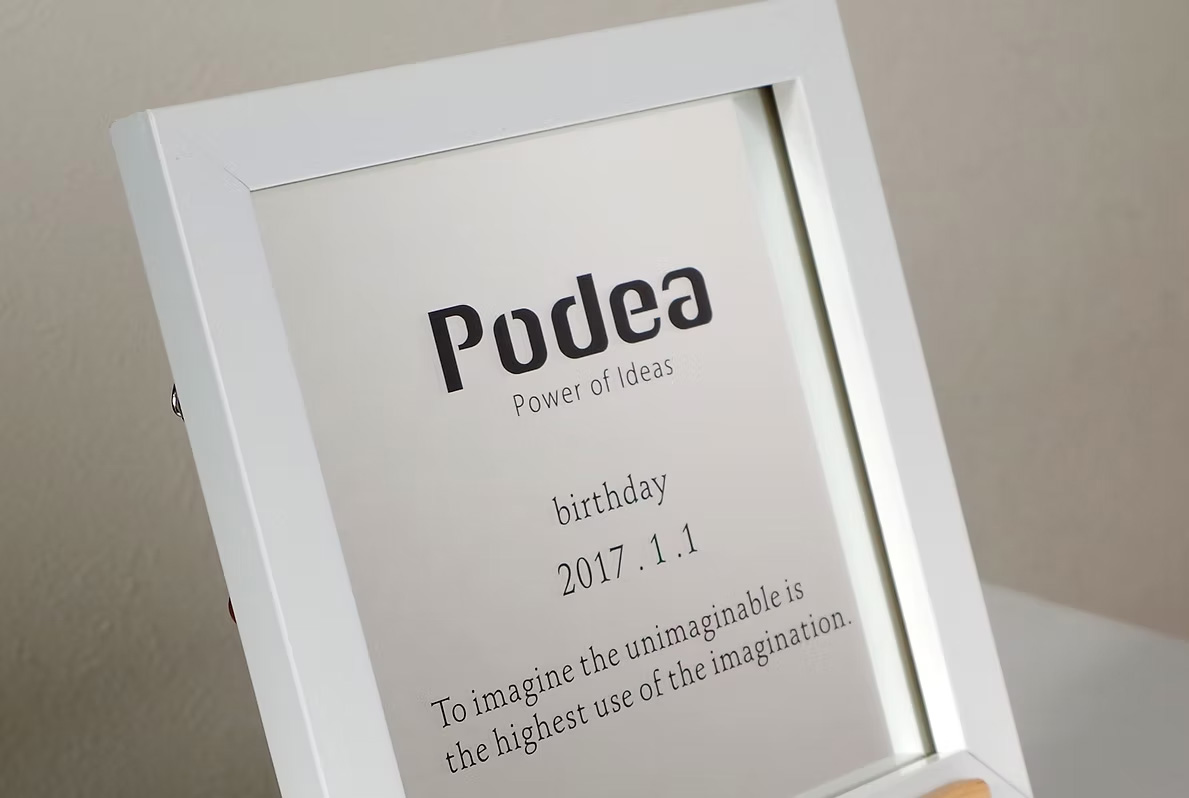 Podea
Power of Ideas
birthday
2017 . 1 . 1
To imagine the unimaginable is
the highest use of the imagination.